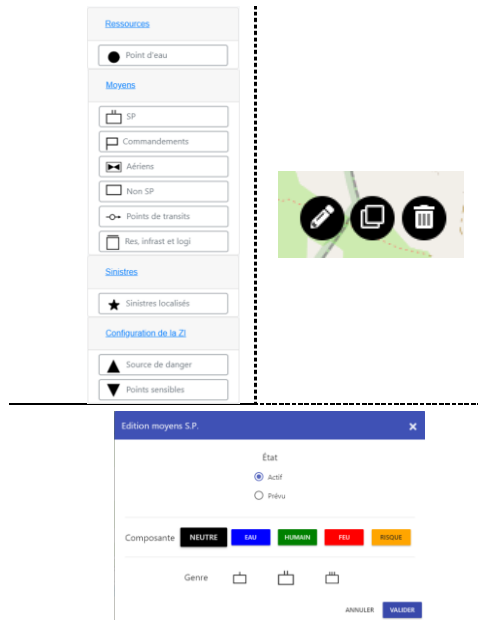 Ressources
Point d'eau
Moyens
SP
Commandements
Aériens
Non SP
Points de transits
Res, infrast et logi
Sinistres
Sinistres localisés
Configuration de la ZI
Source de danger
Points sensibles
Edition moyens S.P.
État
Actif
Prévu
Composante NEUTRE EAU HUMAIN FEU RISQUE
Genre
ANNULER VALIDER